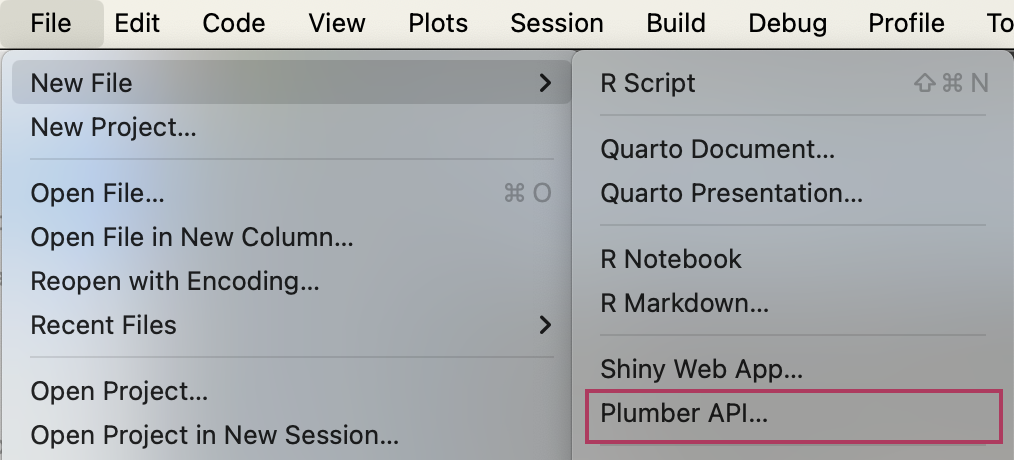 File Edit Code View Plots Session Build Debug Profile To
New File
New Project...
Open File... ⌘ O
Open File in New Column...
Reopen with Encoding...
Recent Files
Open Project...
Open Project in New Session...
R Script ⇧ ⌘ N
Quarto Document...
Quarto Presentation...
R Notebook
R Markdown...
Shiny Web App...
Plumber API...